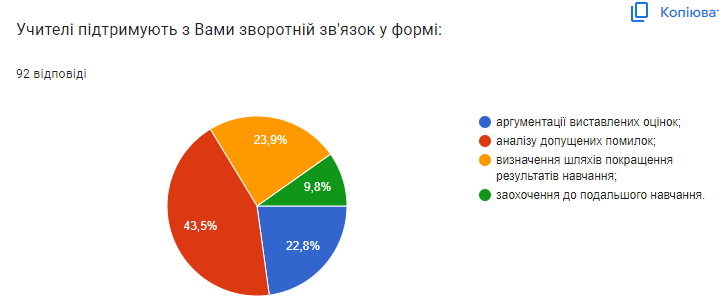 Копіюват
Учителі підтримують з Вами зворотній зв'язок у формі:
92 відповіді
23,9%
9,8%
43,5%
22,8%
аргументації виставлених оцінок;
аналізу допущених помилок;
визначення шляхів покращення
результатів навчання;
заохочення до подальшого навчання.